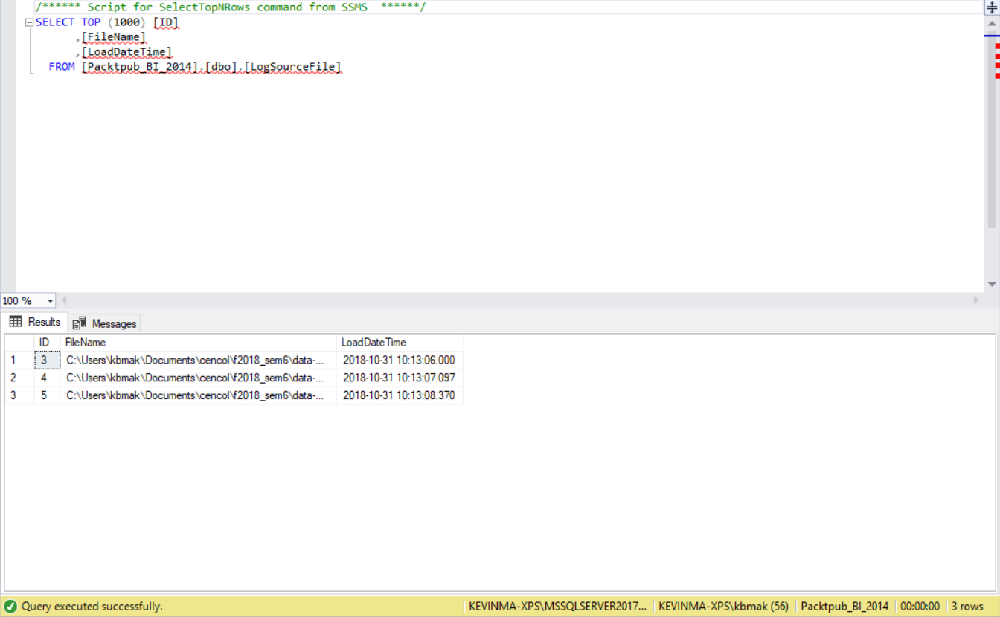 /****** Script for SelectTopNRows command from SSMS  ******/
SELECT TOP (1000) [ID]
      ,[FileName]
      ,[LoadDateTime]
  FROM [Packtpub_BI_2014].[dbo].[LogSourceFile]
100 %
Results Messages
ID FileName LoadDateTime
1 3 C:\Users\kbmak\Documents\cencol\f2018_sem6\data-... 2018-10-31 10:13:06.000
2 4 C:\Users\kbmak\Documents\cencol\f2018_sem6\data-... 2018-10-31 10:13:07.097
3 5 C:\Users\kbmak\Documents\cencol\f2018_sem6\data-... 2018-10-31 10:13:08.370
Query executed successfully. KEVINMA-XPS\MSSQLSERVER2017... KEVINMA-XPS\kbmak (56) Packtpub_BI_2014 00:00:00 3 rows